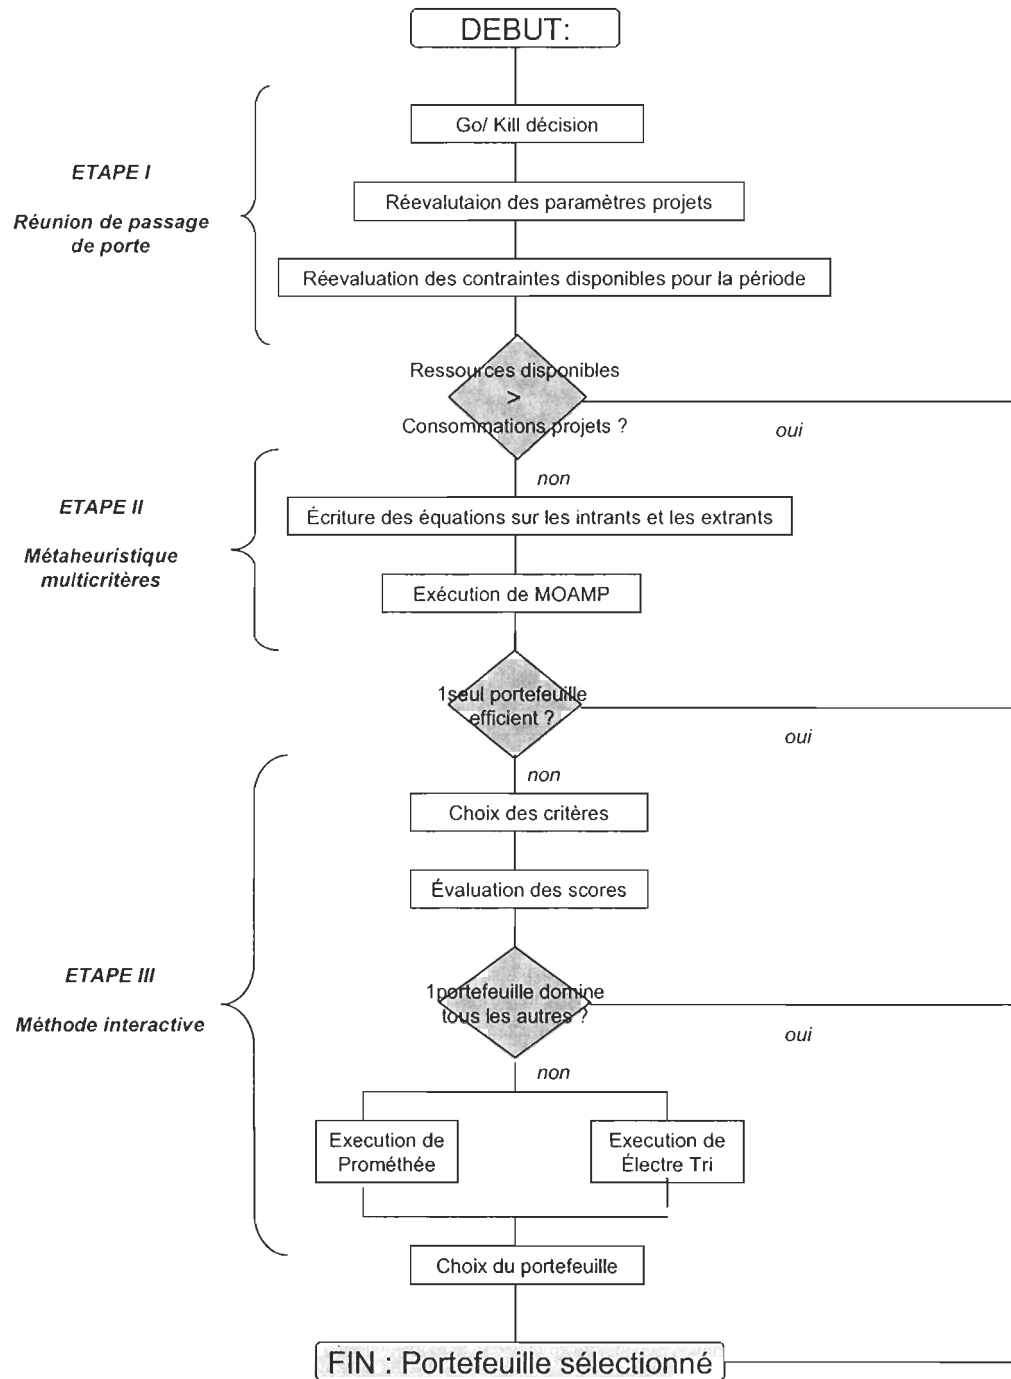 DEBUT:
Go/ Kill décision
ETAPE I
Réunion de passage
de porte
Réevalutaion des paramètres projets
Réevaluation des contraintes disponibles pour la période
Ressources disponibles
>
Consommations projets ?
oui
non
ETAPE II
Métaheuristique
multicritères
Écriture des équations sur les intrants et les extrants
Exécution de MOAMP
1seul portefeuille
efficient ?
oui
non
Choix des critères
Évaluation des scores
ETAPE III
Méthode interactive
1portefeuille domine
tous les autres ?
oui
non
Execution de
Prométhée
Execution de
Électre Tri
Choix du portefeuille
FIN : Portefeuille sélectionné